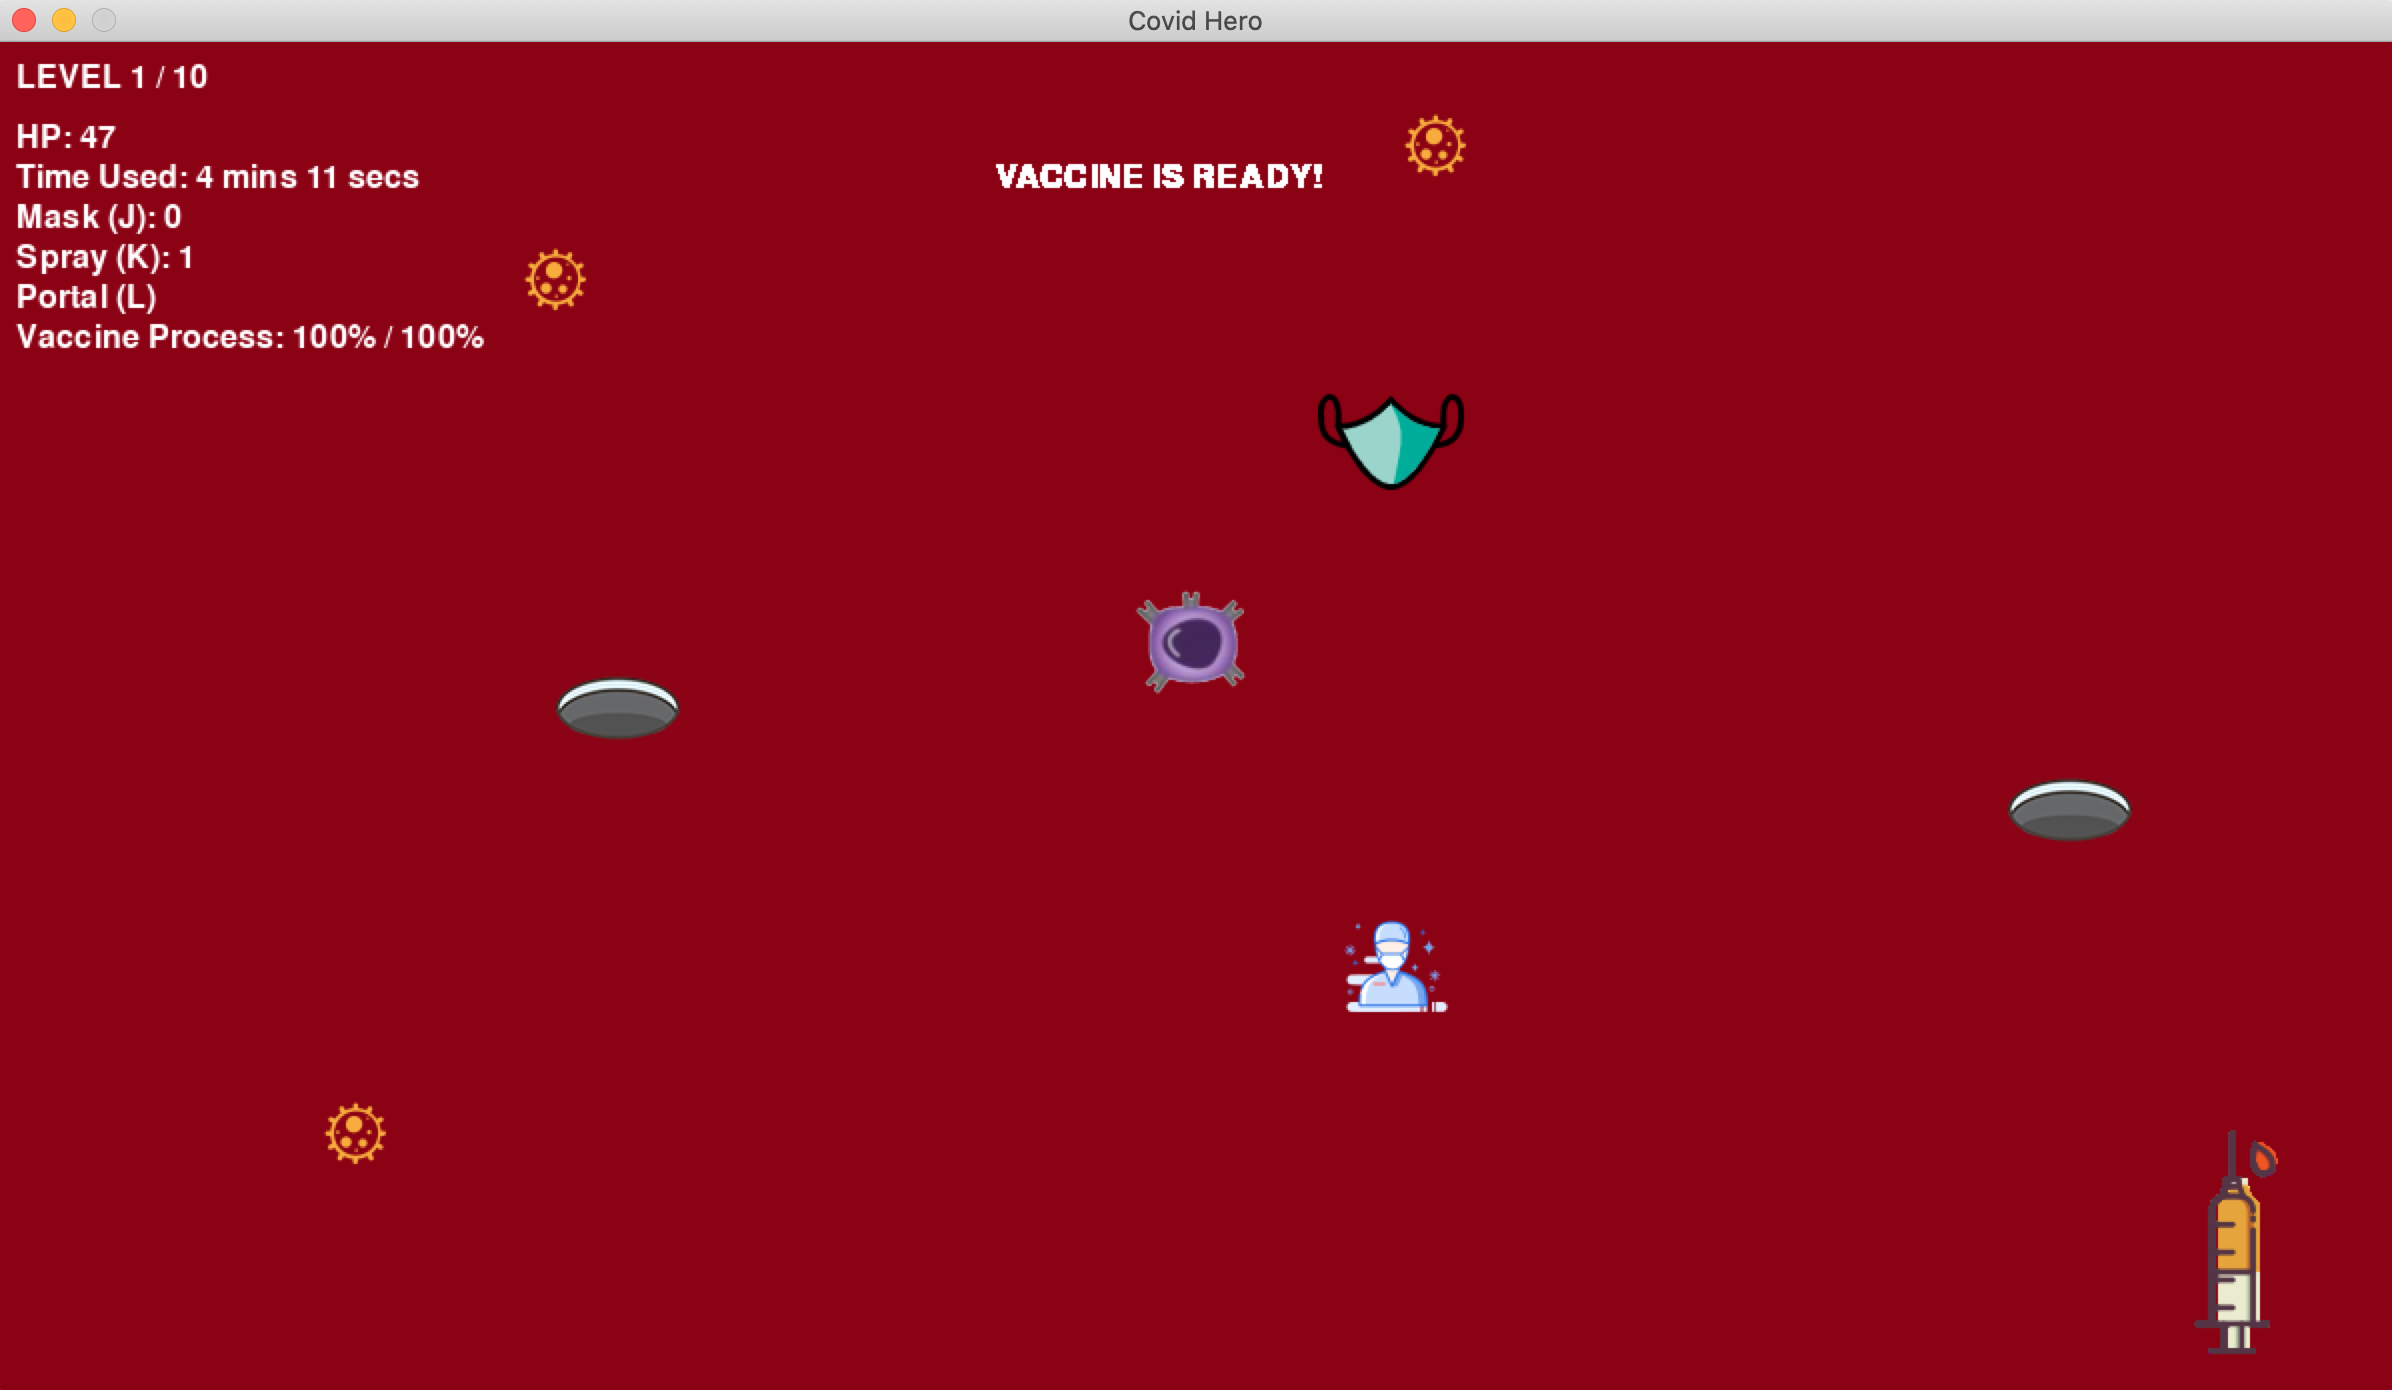 Covid Hero
LEVEL 1 / 10
HP: 47
Time Used: 4 mins 11 secs
VACCINE IS READY!
Mask (J): 0
Spray (K): 1
Portal (L)
Vaccine Process: 100% / 100%